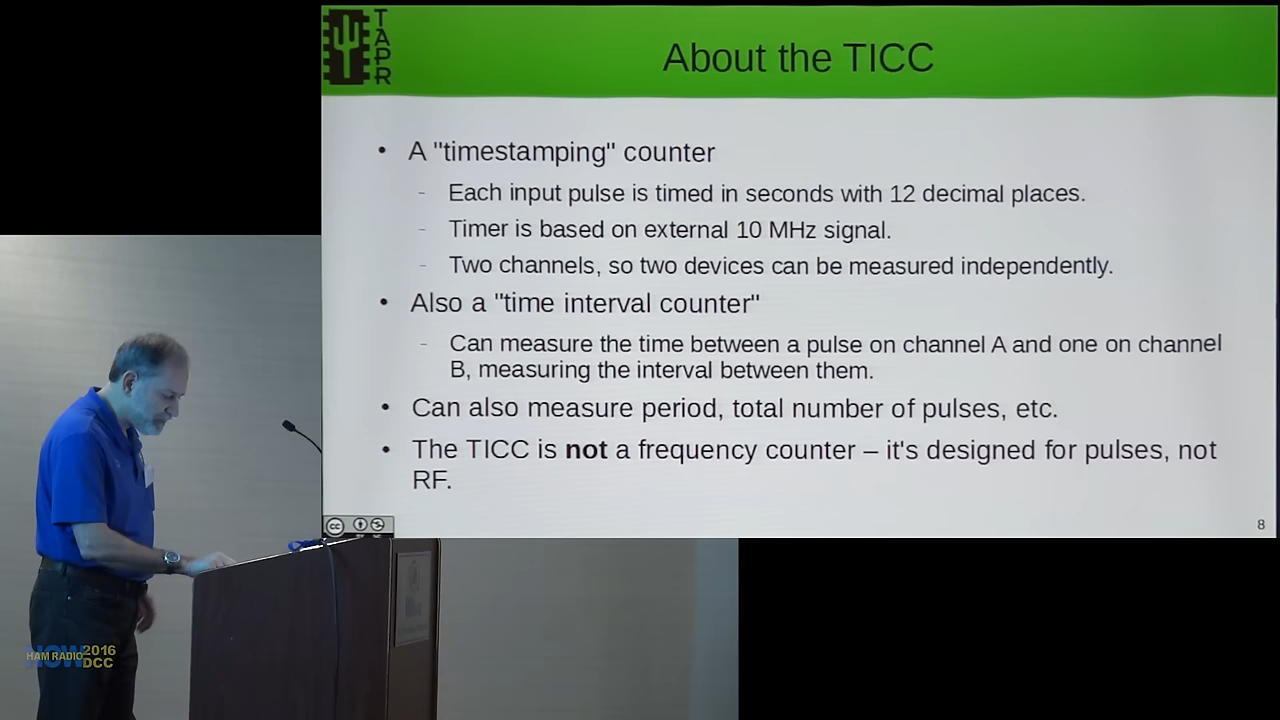 TAPR
About the TICC
• A "timestamping" counter
- Each input pulse is timed in seconds with 12 decimal places.
- Timer is based on external 10 MHz signal.
- Two channels, so two devices can be measured independently.
• Also a "time interval counter"
- Can measure the time between a pulse on channel A and one on channel
B, measuring the interval between them.
• Can also measure period, total number of pulses, etc.
• The TICC is not a frequency counter – it's designed for pulses, not
RF.
cc
8
HAM RADIO
NOW
2016
DCC